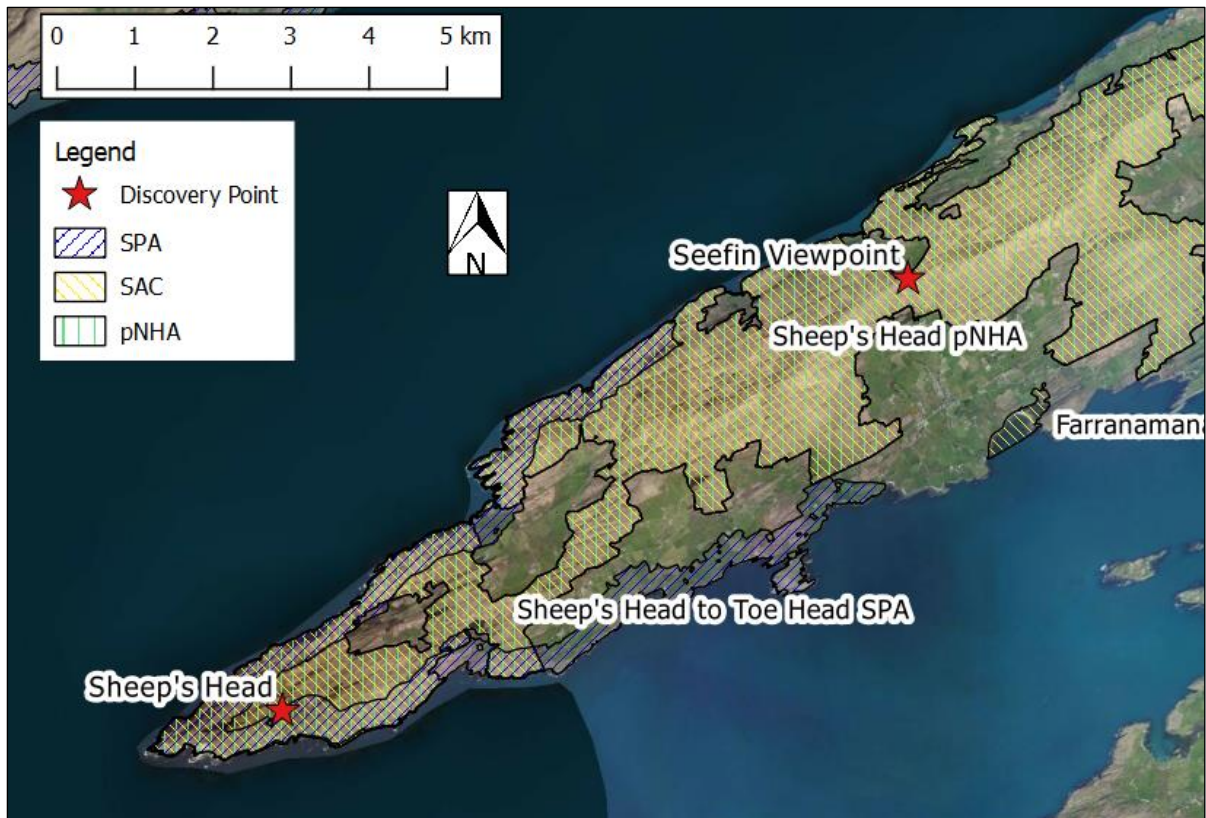 0 1 2 3 4 5 km
Legend
Discovery Point
SPA
SAC
pNHA
N
Seefin Viewpoint
Sheep's Head pNHA
Farranamana
Sheep's Head to Toe Head SPA
Sheep's Head